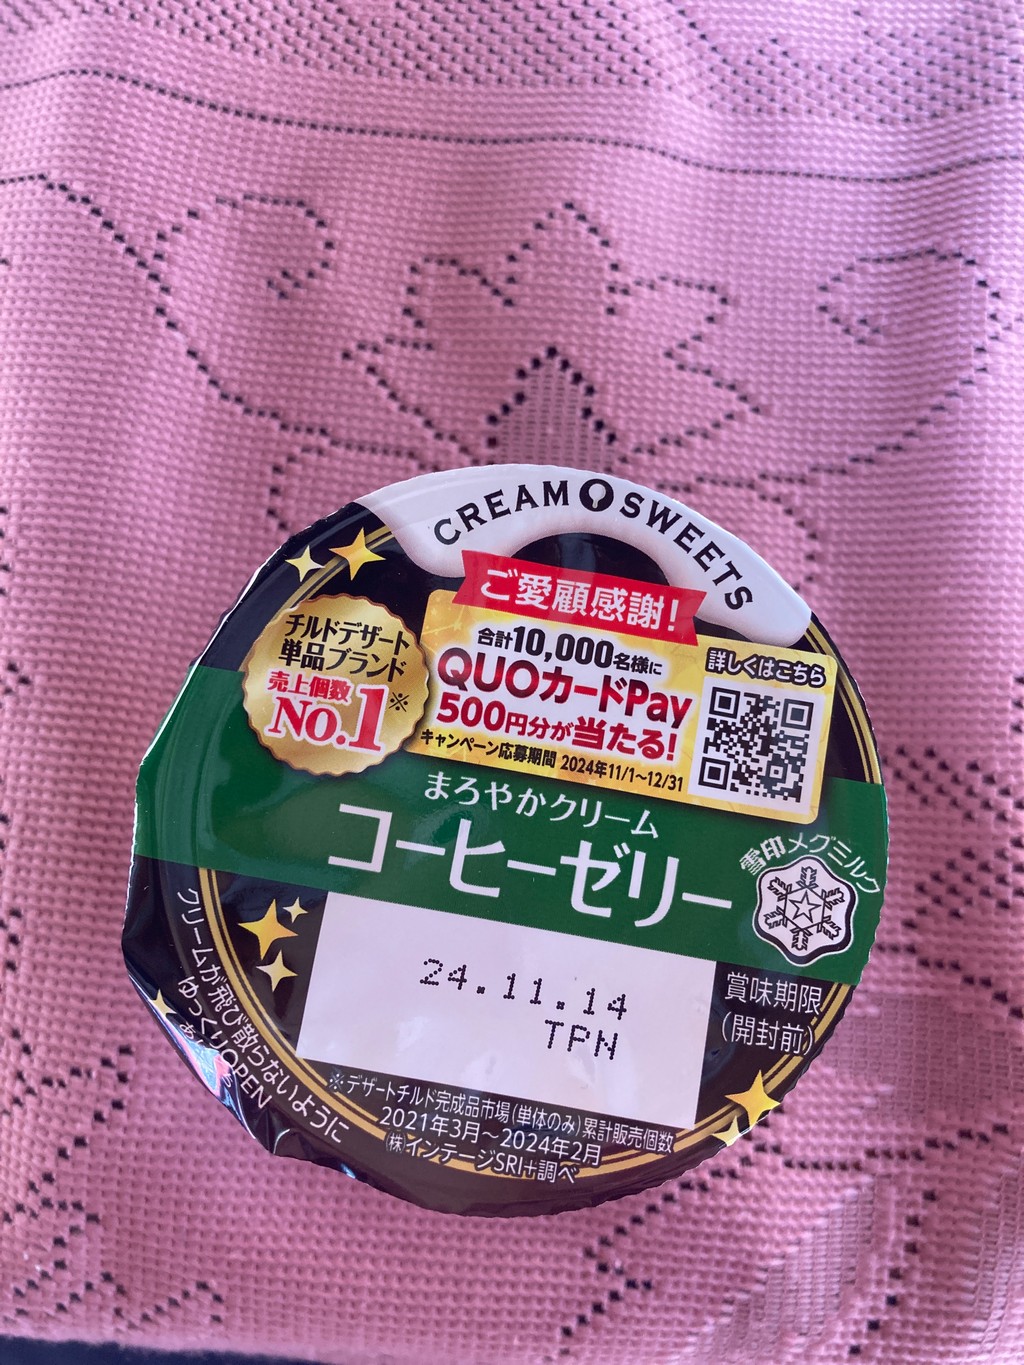 CREAM SWEETS
ご愛顧感謝!
合計10,000名様に
QUOカードPay
500円分が当たる!
キャンペーン応募期間 2024年11/1~12/31
詳しくはこちら
チルドデザート
単品ブランド
売上個数※
No.1
まろやかクリーム
コーヒーゼリー
雪印メグミルク
24.11.14
TPN
賞味期限
(開封前)
クリームが飛び散らないように
ゆっくりOPEN
※デザートチルド完成品市場(単体のみ)累計販売個数
2021年3月~2024年2月
㈱インテージSRI+調べ